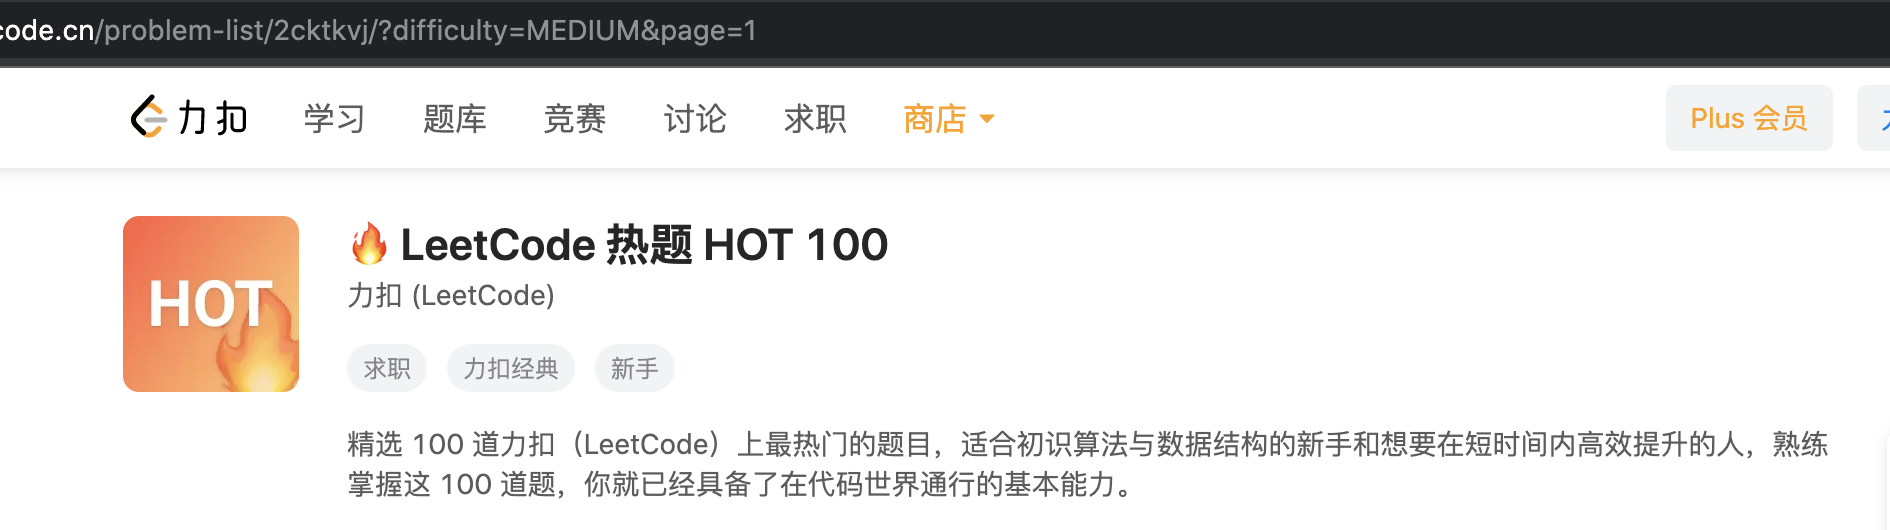 code.cn/problem-list/2cktkvj/?difficulty=MEDIUM&page=1
力扣 学习 题库 竞赛 讨论 求职 商店 Plus 会员
HOT
🔥 LeetCode 热题 HOT 100
力扣 (LeetCode)
求职 力扣经典 新手
精选 100 道力扣（LeetCode）上最热门的题目，适合初识算法与数据结构的新手和想要在短时间内高效提升的人，熟练
掌握这 100 道题，你就已经具备了在代码世界通行的基本能力。